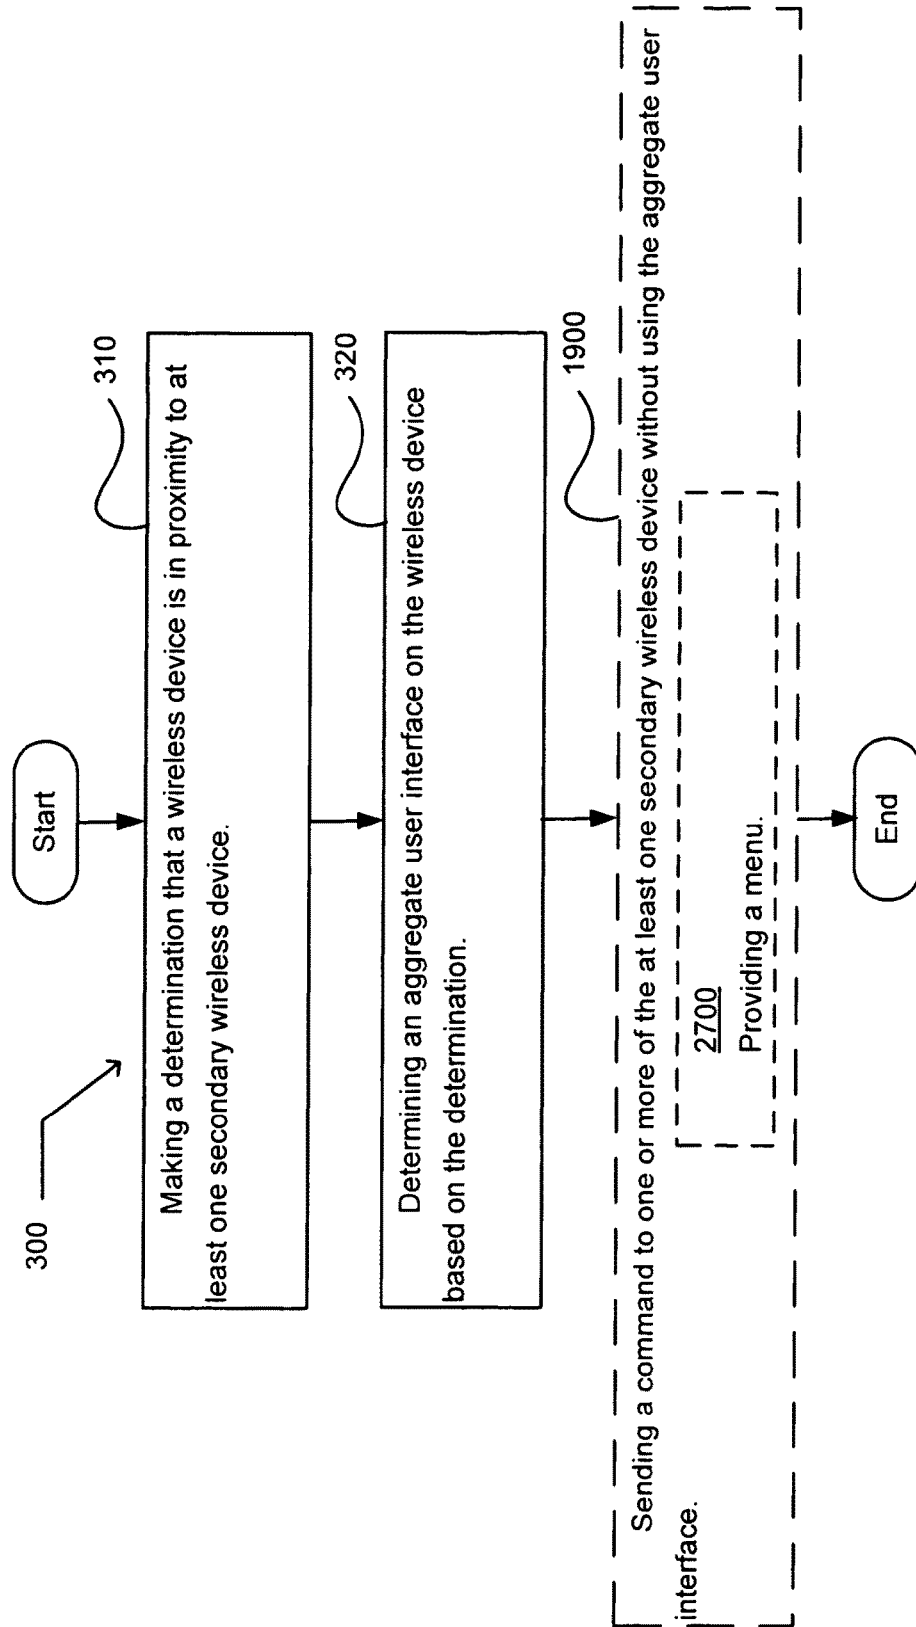 Start
300
310
Making a determination that a wireless device is in proximity to at
least one secondary wireless device.
320
Determining an aggregate user interface on the wireless device
based on the determination.
1900
Sending a command to one or more of the at least one secondary wireless device without using the aggregate user
interface.
2700
Providing a menu.
End